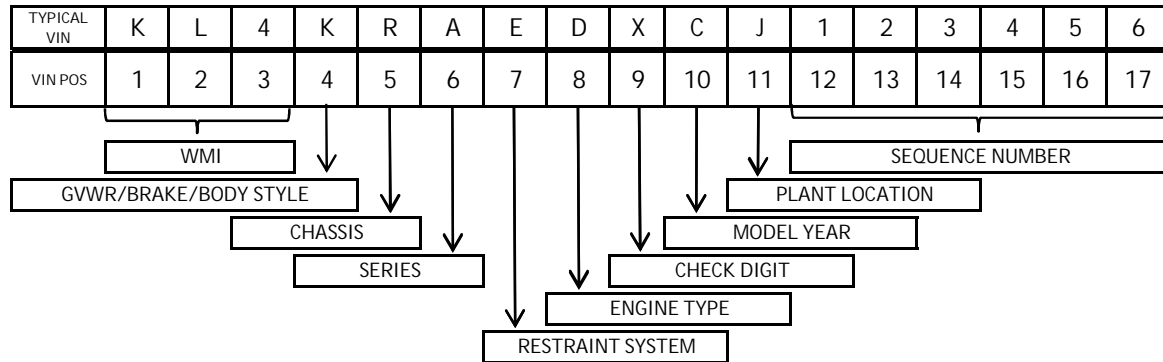 TYPICAL VIN K L 4 K R A E D X C J 1 2 3 4 5 6
VIN POS 1 2 3 4 5 6 7 8 9 10 11 12 13 14 15 16 17
WMI SEQUENCE NUMBER
GVWR/BRAKE/BODY STYLE PLANT LOCATION
CHASSIS MODEL YEAR
SERIES CHECK DIGIT
ENGINE TYPE
RESTRAINT SYSTEM